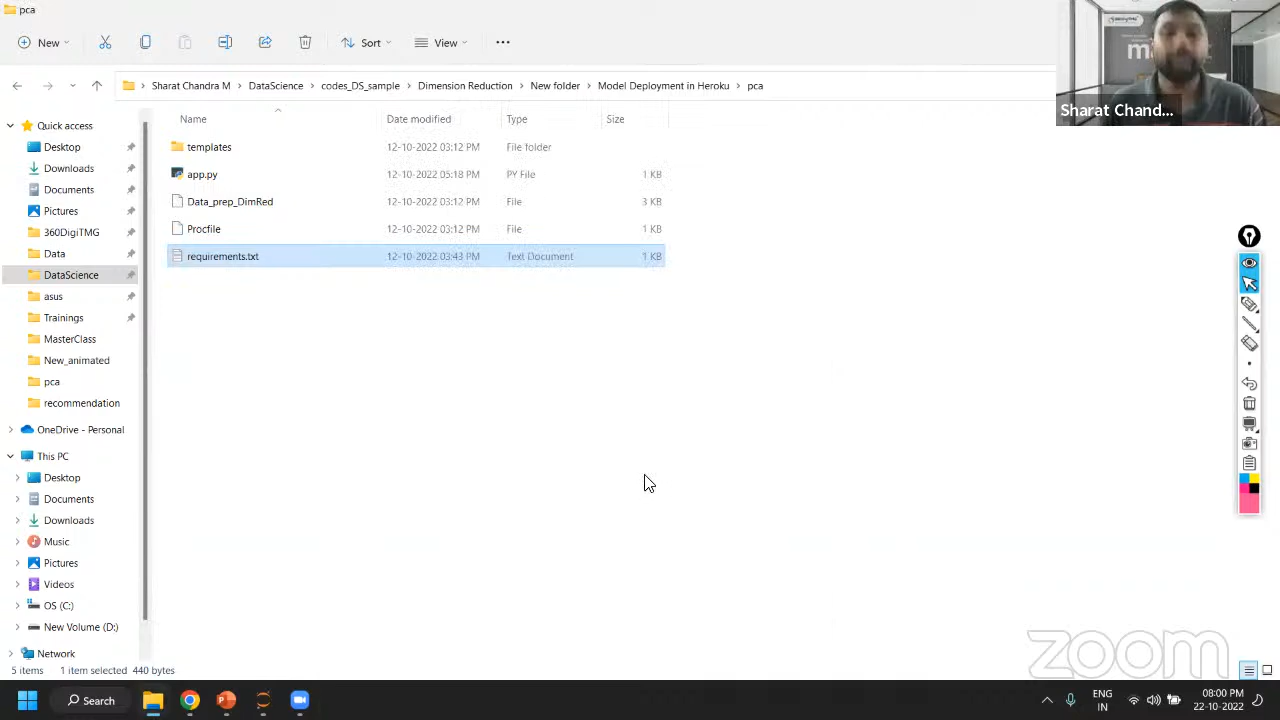 pca
New
Sort
View
Sharat Chandra M > DataScience > codes_DS_sample > Dimension Reduction > New folder > Model Deployment in Heroku > pca
Sharat Chand...
Name Date modified Type Size
Quick access
Desktop
Downloads
Documents
Pictures
360DigiTMG
Data
DataScience
asus
Trainings
MasterClass
New_animated
pca
recommendation
OneDrive - Personal
This PC
Desktop
Documents
Downloads
Music
Pictures
Videos
OS (C:)
New Volume (D:)
Network
templates 12-10-2022 03:12 PM File folder
app.py 12-10-2022 05:18 PM PY File 1 KB
Data_prep_DimRed 12-10-2022 03:12 PM File 3 KB
Procfile 12-10-2022 03:12 PM File 1 KB
requirements.txt 12-10-2022 03:43 PM Text Document 1 KB
zoom
5 items 1 item selected 440 bytes
Search
ENG
IN
08:00 PM
22-10-2022